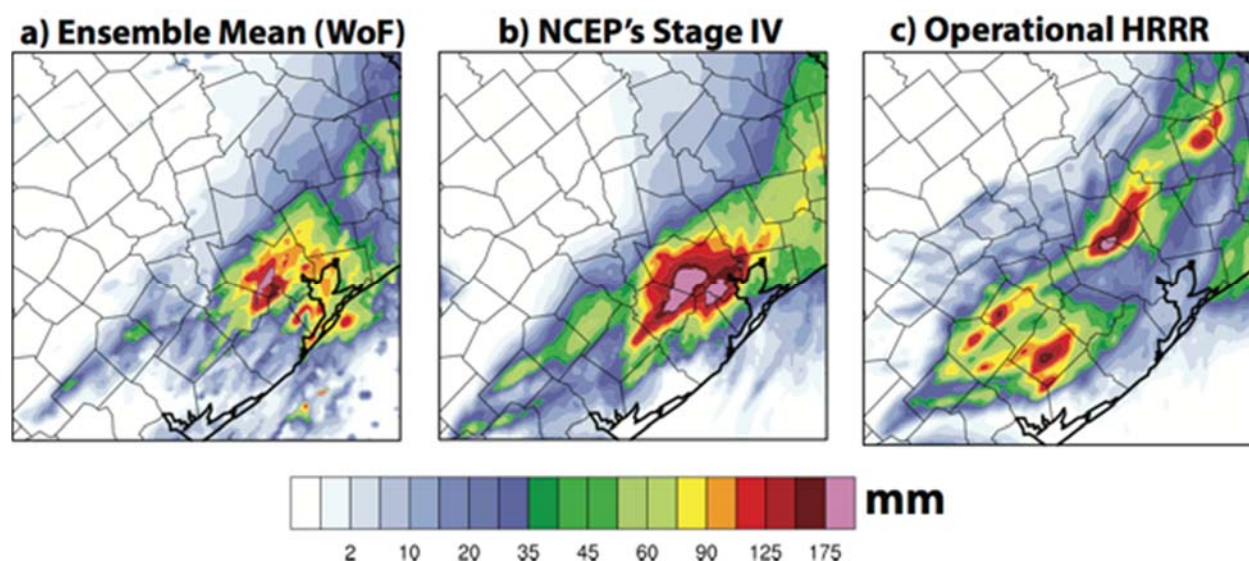 a) Ensemble Mean (WoF) b) NCEP's Stage IV c) Operational HRRR
mm
2 10 20 35 45 60 90 125 175